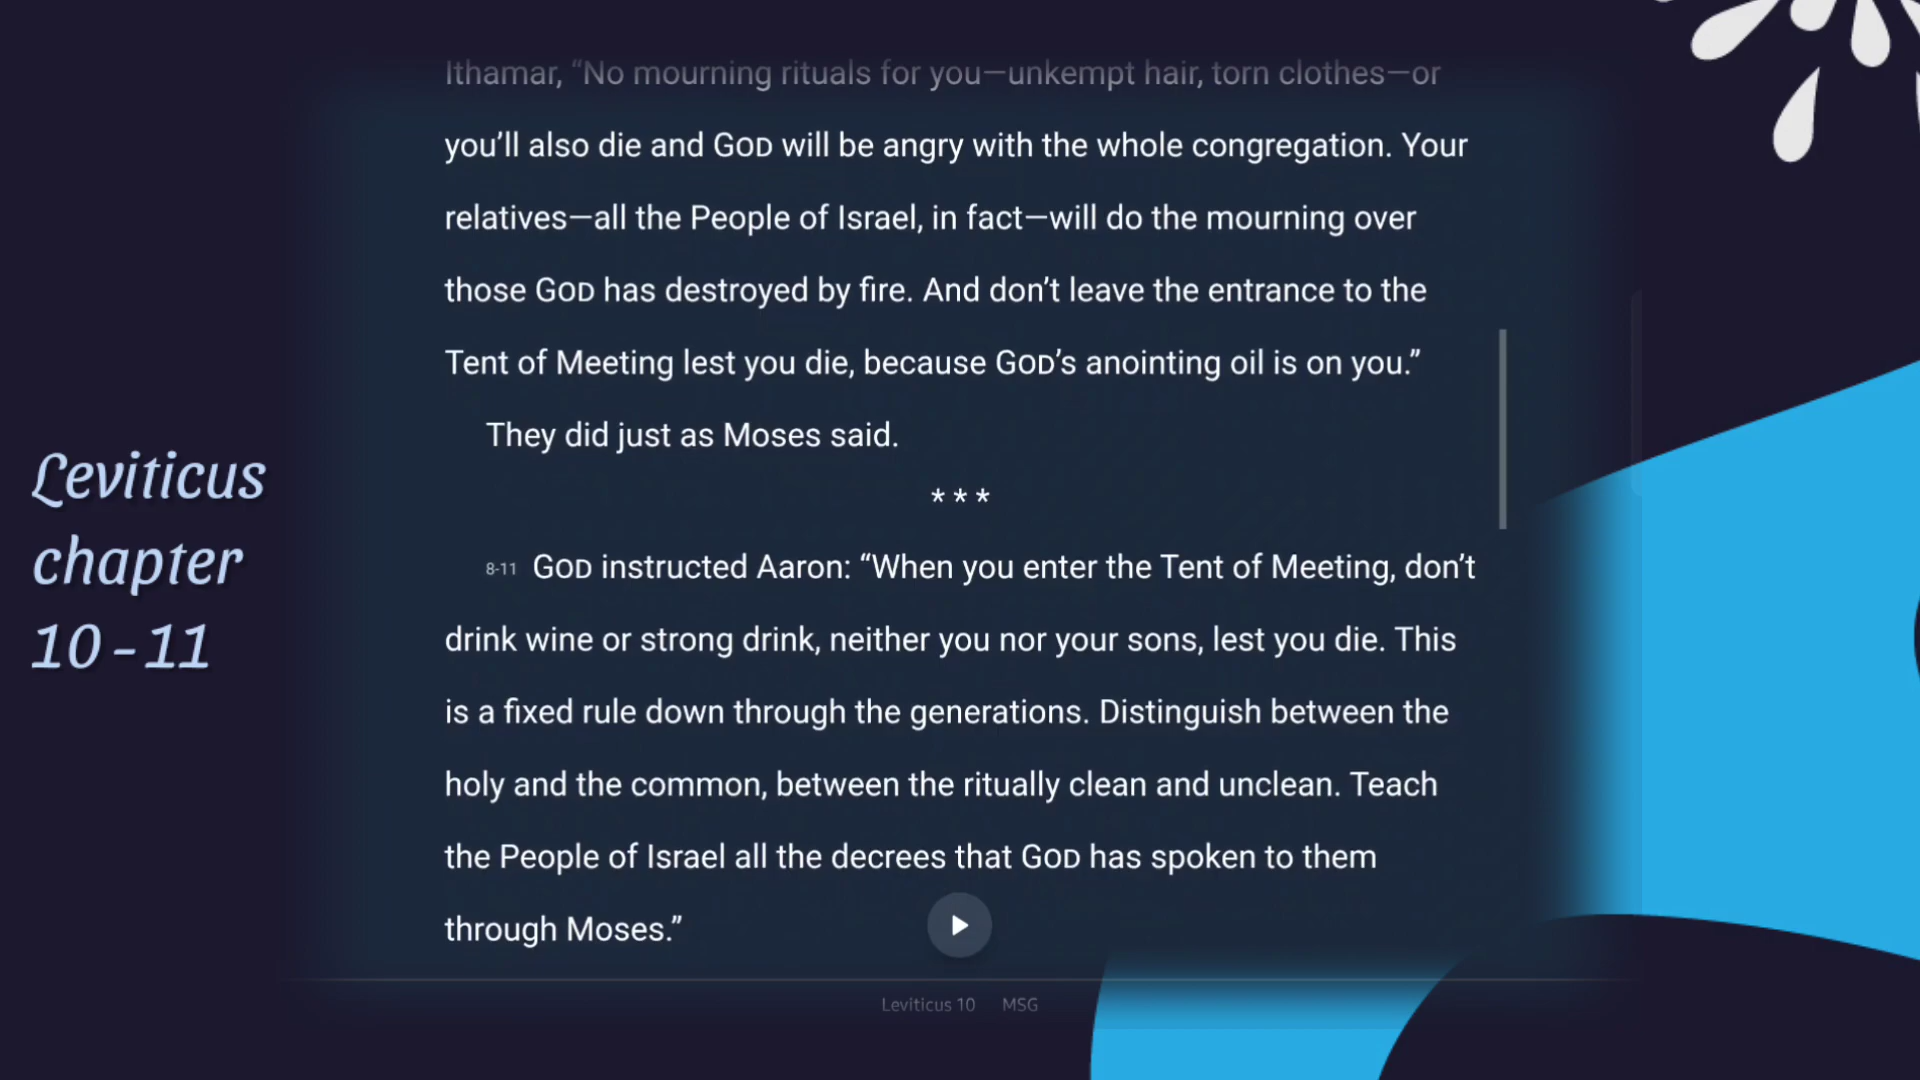 Leviticus
chapter
10-11
Ithamar, “No mourning rituals for you—unkempt hair, torn clothes—or
you’ll also die and GOD will be angry with the whole congregation. Your
relatives—all the People of Israel, in fact—will do the mourning over
those GOD has destroyed by fire. And don’t leave the entrance to the
Tent of Meeting lest you die, because GOD’s anointing oil is on you.”
They did just as Moses said.
* * *
8-11 GOD instructed Aaron: “When you enter the Tent of Meeting, don’t
drink wine or strong drink, neither you nor your sons, lest you die. This
is a fixed rule down through the generations. Distinguish between the
holy and the common, between the ritually clean and unclean. Teach
the People of Israel all the decrees that GOD has spoken to them
through Moses.”
Leviticus 10 MSG